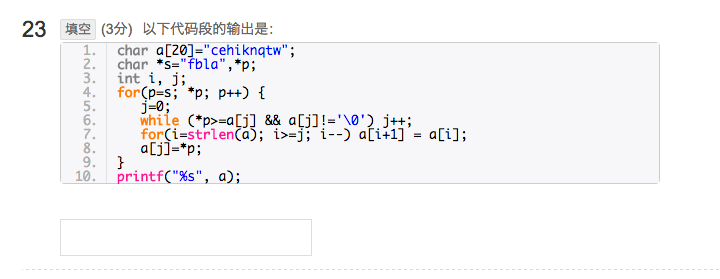 23 填空 (3分) 以下代码段的输出是:
1. char a[20]="cehiknqtw";
2. char *s="fbla",*p;
3. int i, j;
4. for(p=s; *p; p++) {
5. j=0;
6. while (*p>=a[j] && a[j]!='\0') j++;
7. for(i=strlen(a); i>=j; i--) a[i+1] = a[i];
8. a[j]=*p;
9. }
10. printf("%s", a);